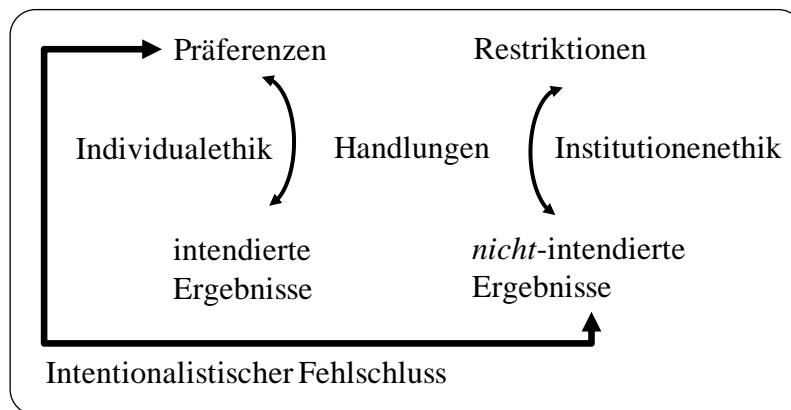 Präferenzen Restriktionen
Individualethik Handlungen Institutionenethik
intendierte nicht-intendierte
Ergebnisse Ergebnisse
Intentionalistischer Fehlschluss